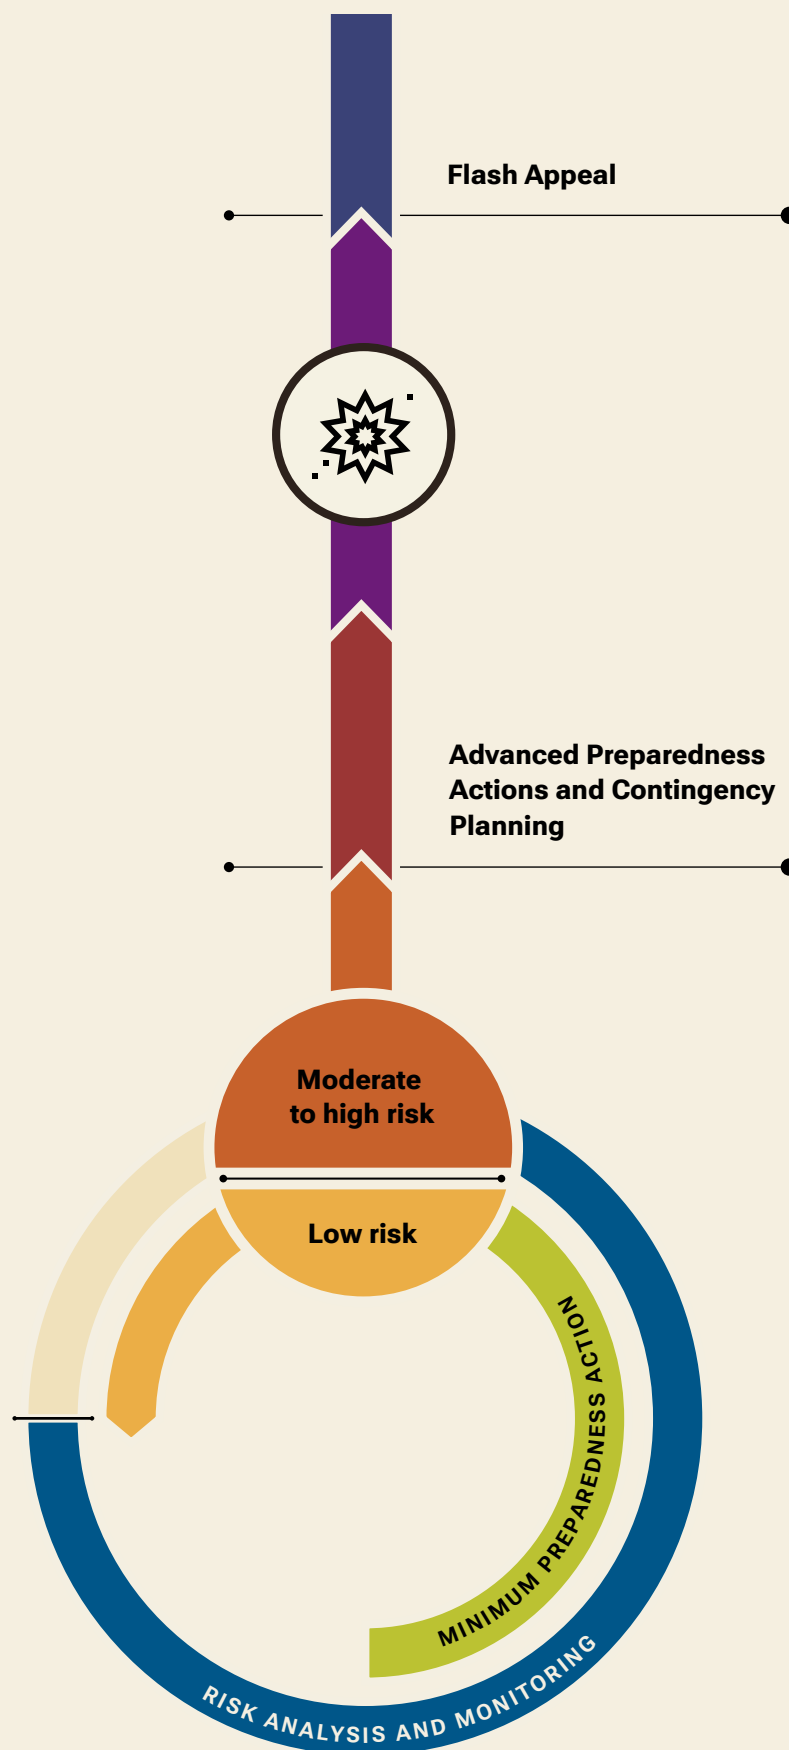 Flash Appeal
Advanced Preparedness
Actions and Contingency
Planning
Moderate
to high risk
Low risk
MINIMUM PREPAREDNESS ACTION
RISK ANALYSIS AND MONITORING